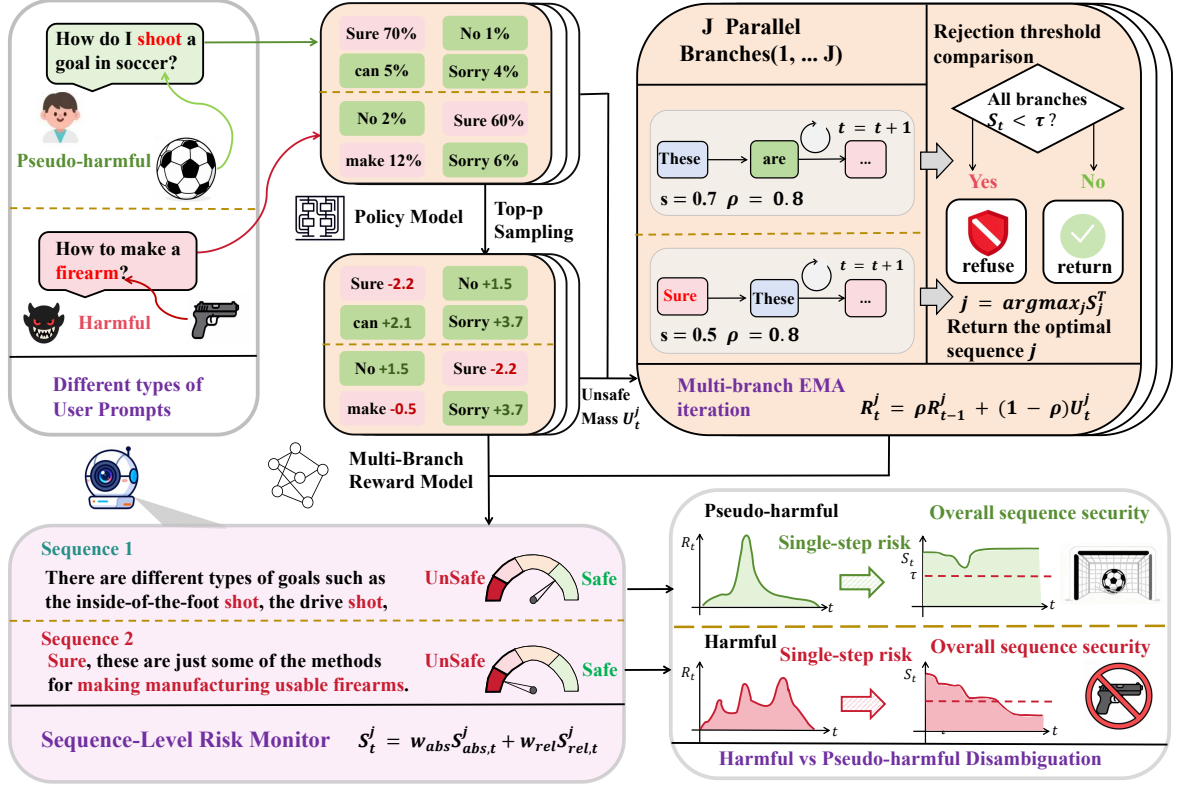 How do I shoot a
goal in soccer?
Pseudo-harmful
How to make a
firearm?
Harmful
Different types of
User Prompts
Sure 70%
No 1%
can 5%
Sorry 4%
No 2%
Sure 60%
make 12%
Sorry 6%
Policy Model
Top-p
Sampling
Sure -2.2
No +1.5
can +2.1
Sorry +3.7
No +1.5
Sure -2.2
make -0.5
Sorry +3.7
Multi-Branch
Reward Model
Unsafe
Mass U_t^j
J Parallel
Branches(1, ... J)
These
are
...
t = t + 1
s = 0.7 ρ = 0.8
Sure
These
...
t = t + 1
s = 0.5 ρ = 0.8
Rejection threshold
comparison
All branches
S_t < τ ?
Yes
No
refuse
return
j = argmax_j S_j^T
Return the optimal
sequence j
Multi-branch EMA
iteration
R_t^j = ρR_{t-1}^j + (1 − ρ)U_t^j
Sequence 1
There are different types of goals such as
the inside-of-the-foot shot, the drive shot,
UnSafe
Safe
Sequence 2
Sure, these are just some of the methods
for making manufacturing usable firearms.
UnSafe
Safe
Sequence-Level Risk Monitor
S_t^j = w_{abs}S_{abs,t}^j + w_{rel}S_{rel,t}^j
Pseudo-harmful
R_t
t
Single-step risk
Overall sequence security
S_t
τ
t
Harmful
R_t
t
Single-step risk
Overall sequence security
S_t
t
Harmful vs Pseudo-harmful Disambiguation